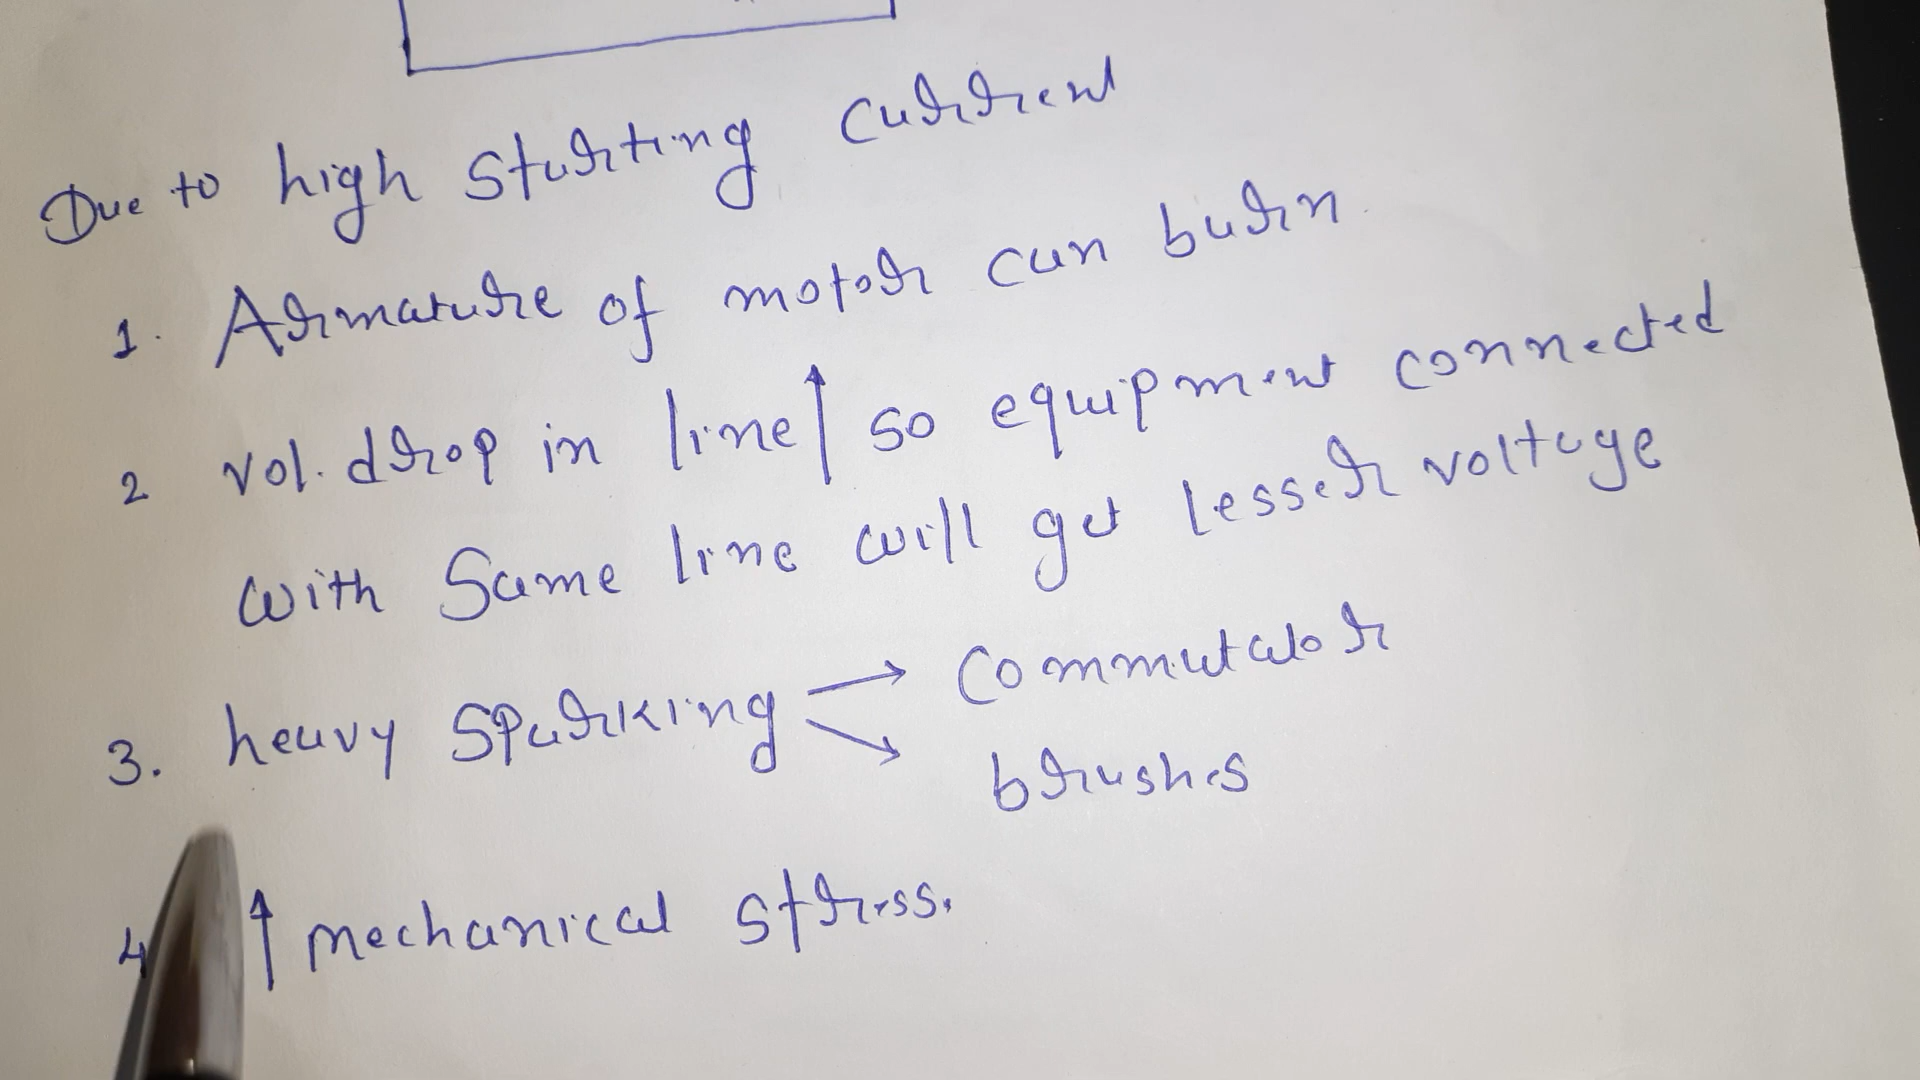 Due to high starting current
1. Armature of motor can burn
2 vol. drop in line ↑ so equipment connected
with same line will get lesser voltage
3. heavy sparking → commutator
→ brushes
4 ↑ mechanical stress.